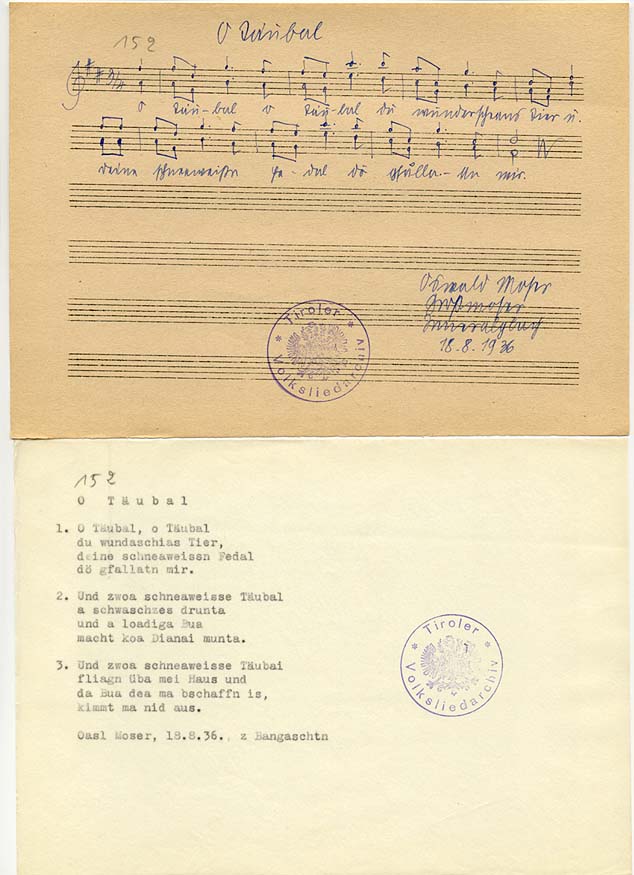 152
O Täubal
O Täu-bal o Täu-bal du wunderscheans Tier u.
deine schneeweiße Fe-dal dö gfålla-tn mir.
Oswald Moser
18.8.1936
Tiroler
Volksliedarchiv
152
O Täubal
1. O Täubal, o Täubal
du wundaschias Tier,
deine schneaweissn Fedal
dö gfallatn mir.
2. Und zwoa schneaweisse Täubal
a schwaschzes drunta
und a loadiga Bua
macht koa Dianai munta.
3. Und zwoa schneaweisse Täubai
fliagn üba mei Haus und
da Bua dea ma bschaffn is,
kimmt ma nid aus.
Oasl Moser, 18.8.36., z Bangaschtn
Tiroler
Volksliedarchiv